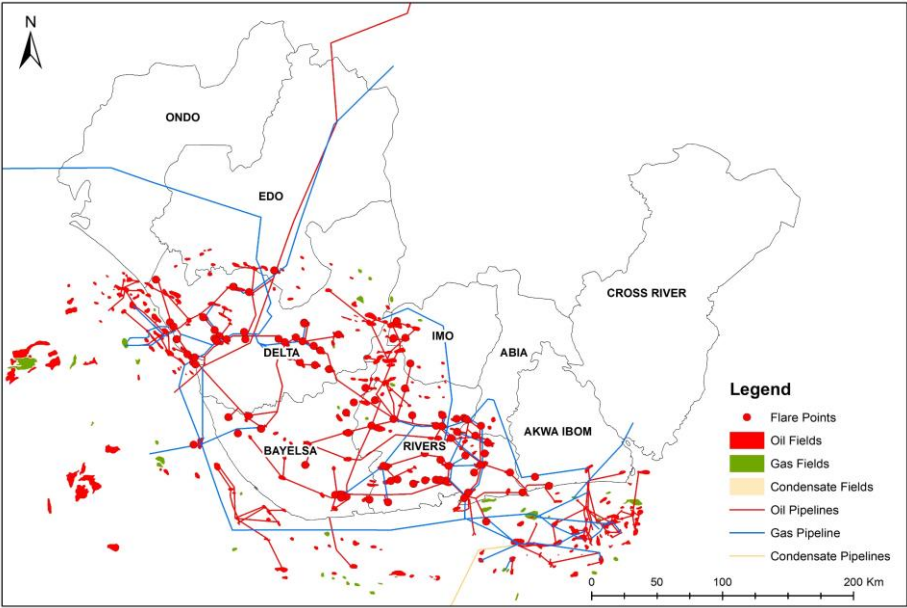 N
ONDO
EDO
CROSS RIVER
IMO
ABIA
DELTA
AKWA IBOM
BAYELSA
RIVERS
Legend
Flare Points
Oil Fields
Gas Fields
Condensate Fields
Oil Pipelines
Gas Pipeline
Condensate Pipelines
0 50 100 200 Km